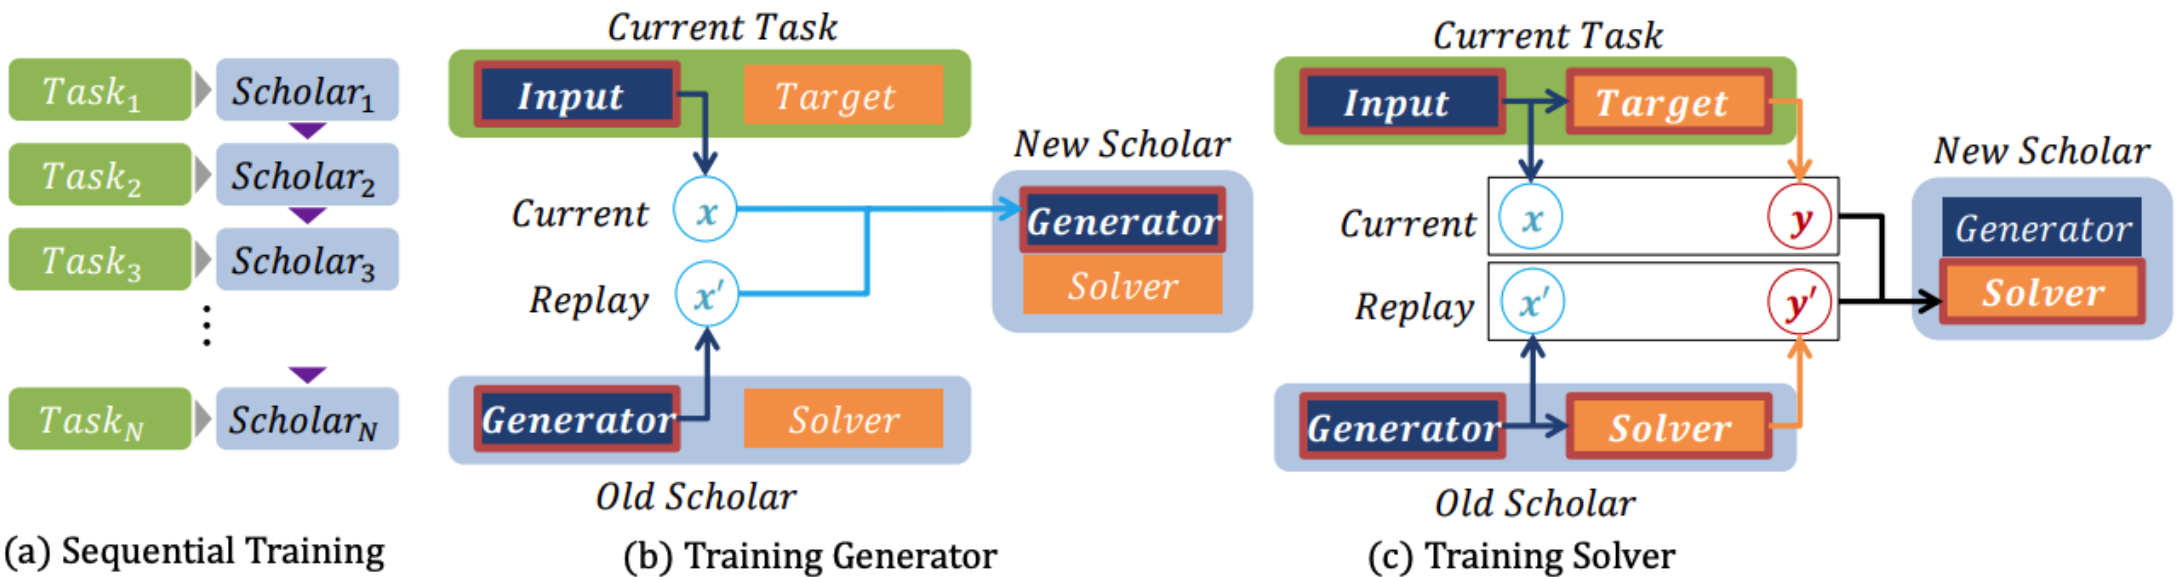 Task₁ Scholar₁
Task₂ Scholar₂
Task₃ Scholar₃
⋮
Task_N Scholar_N
(a) Sequential Training
Current Task
Input Target
New Scholar
Current x
Generator
Replay x′
Solver
Generator Solver
Old Scholar
(b) Training Generator
Current Task
Input Target
New Scholar
Current x y
Generator
Replay x′ y′
Solver
Generator Solver
Old Scholar
(c) Training Solver